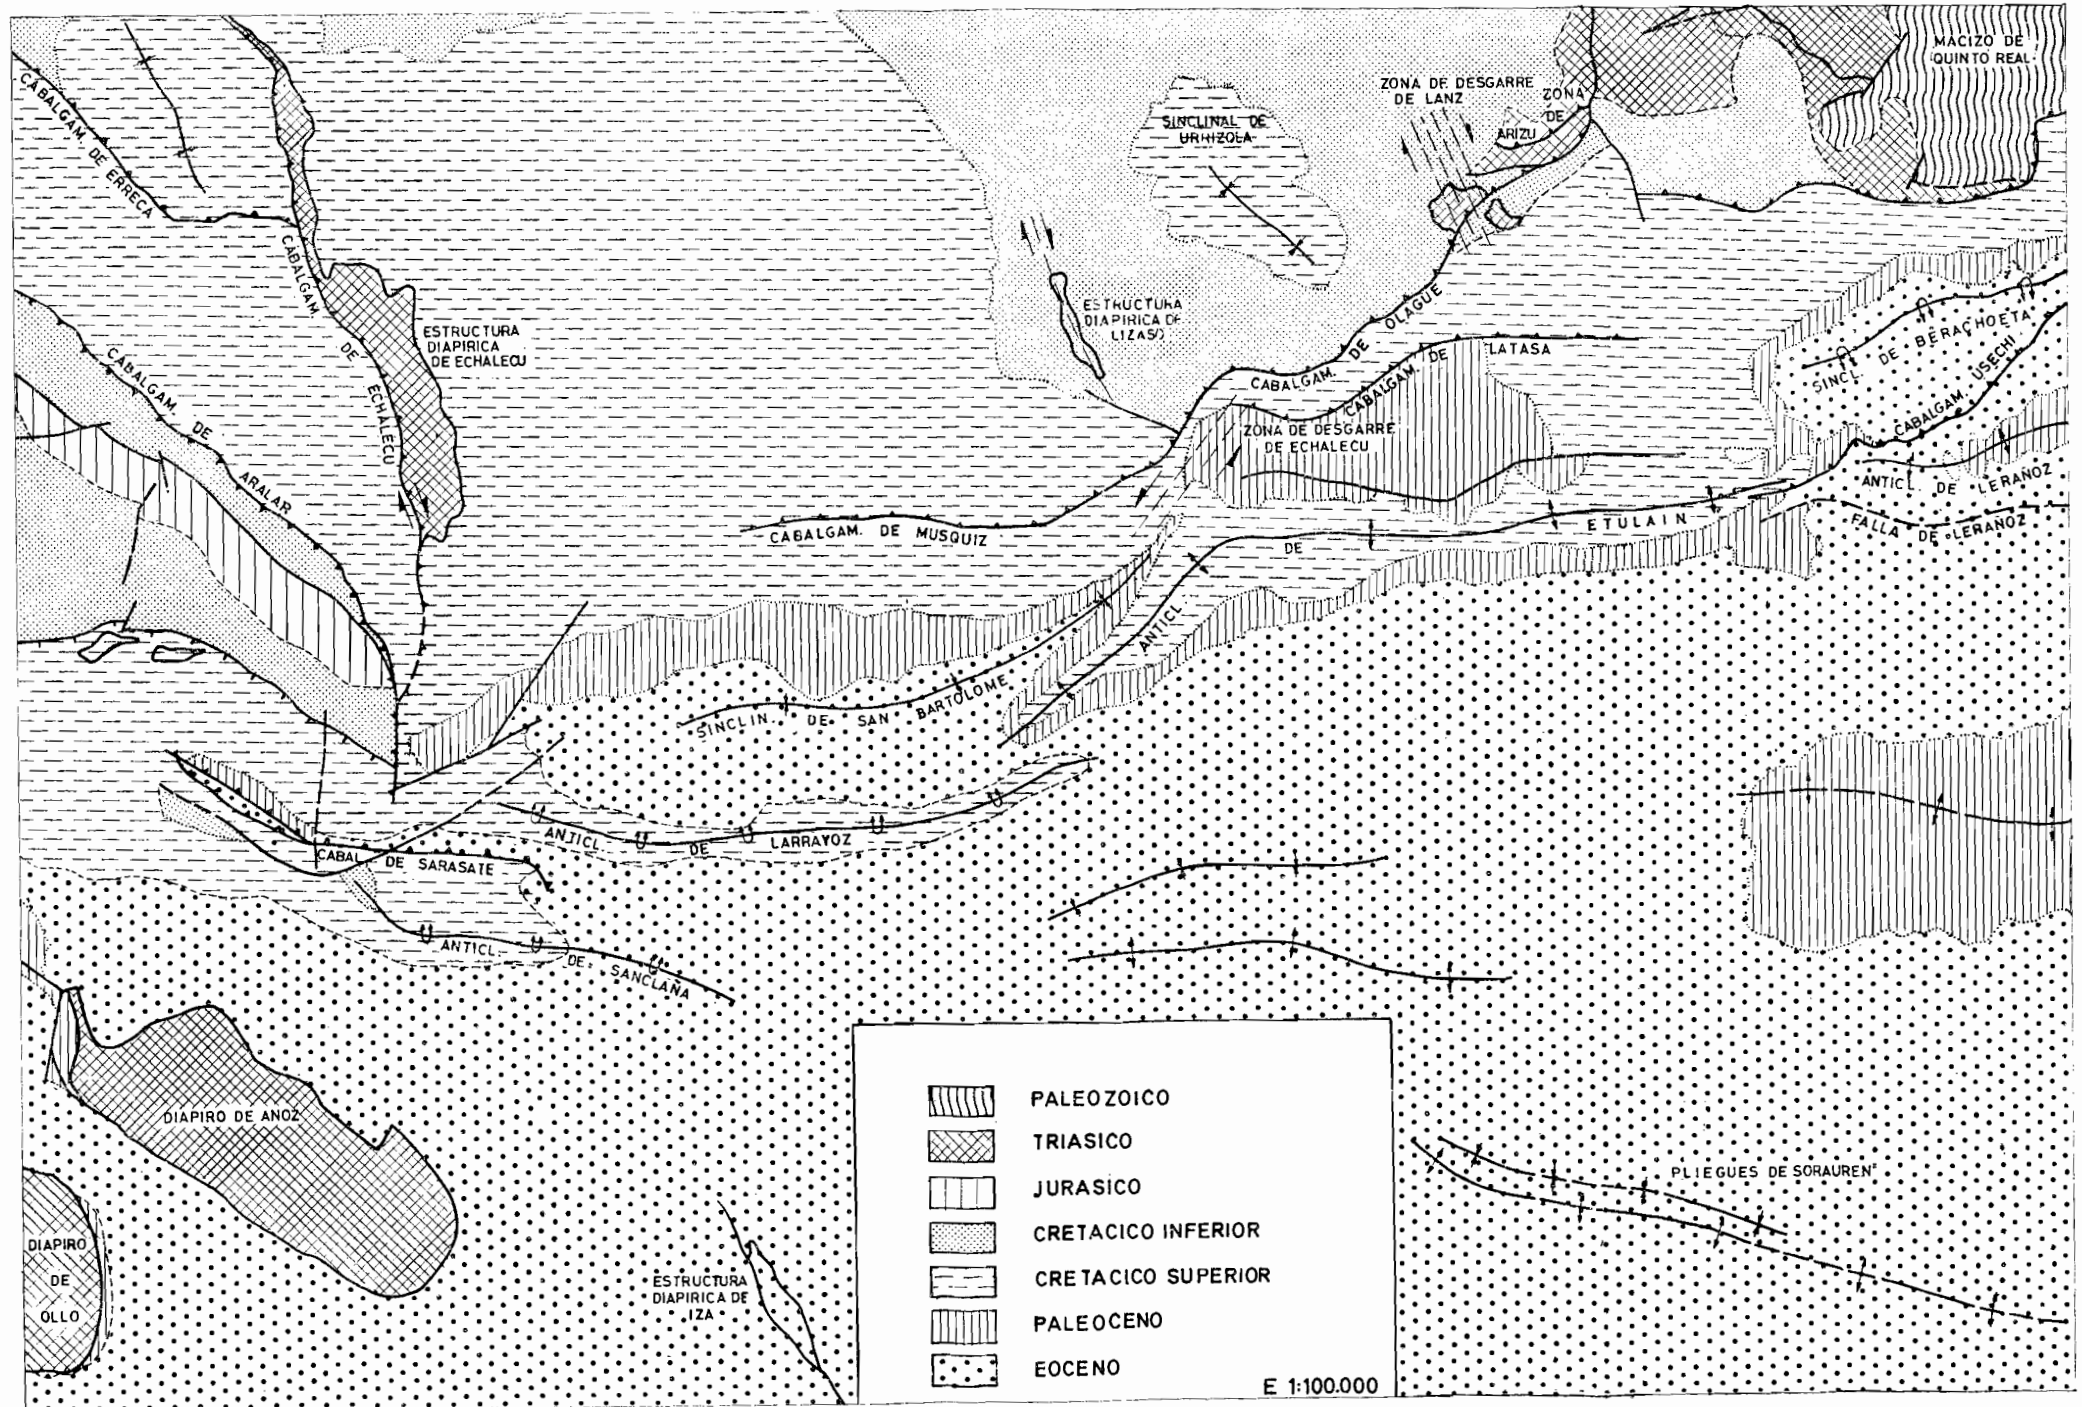 CABALGAM. DE ERRECA
CABALGAM. DE ECHALECU
ESTRUCTURA
DIAPIRICA
DE ECHALECU
CABALGAM. DE ARALAR
SINCLINAL DE
URRIZOLA
ZONA DE DESGARRE
DE LANZ
ZONA
DE
ARIZU
MACIZO DE
QUINTO REAL
ESTRUCTURA
DIAPIRICA DE
LIZASO
CABALGAM. DE OLAGUE
CABALGAM. DE LATASA
ZONA DE DESGARRE
DE ECHALECU
SINCL. DE BERACHOETA
CABALGAM. USECHI
ANTICL. DE LERAÑOZ
FALLA DE LERAÑOZ
CABALGAM. DE MUSQUIZ
ANTICL. DE ETULAIN
SINCLIN. DE SAN BARTOLOME
ANTICL. DE LARRAYOZ
CABAL. DE SARASATE
ANTICL. DE SANCLAÑA
DIAPIRO DE ANOZ
DIAPIRO
DE
OLLO
ESTRUCTURA
DIAPIRICA DE
IZA
PLIEGUES DE SORAUREN
PALEOZOICO
TRIASICO
JURASICO
CRETACICO INFERIOR
CRETACICO SUPERIOR
PALEOCENO
EOCENO
E 1:100.000